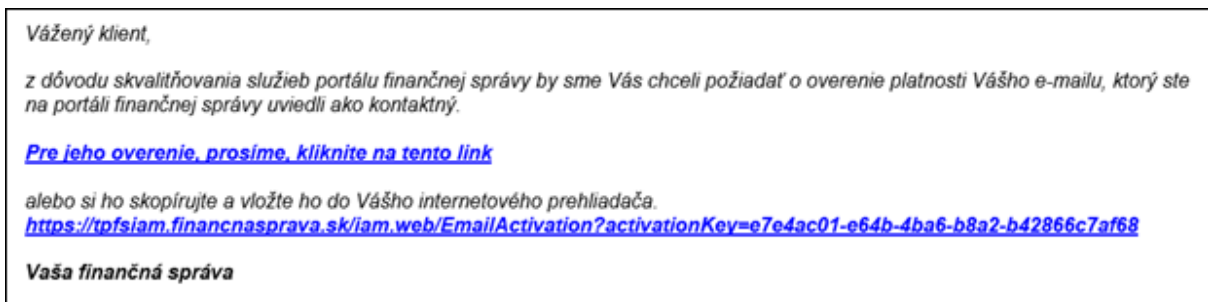 Vážený klient,
z dôvodu skvalitňovania služieb portálu finančnej správy by sme Vás chceli požiadať o overenie platnosti Vášho e-mailu, ktorý ste
na portáli finančnej správy uviedli ako kontaktný.
Pre jeho overenie, prosíme, kliknite na tento link
alebo si ho skopírujte a vložte ho do Vášho internetového prehliadača.
https://tpfsiam.financnasprava.sk/iam.web/EmailActivation?activationKey=e7e4ac01-e64b-4ba6-b8a2-b42866c7af68
Vaša finančná správa